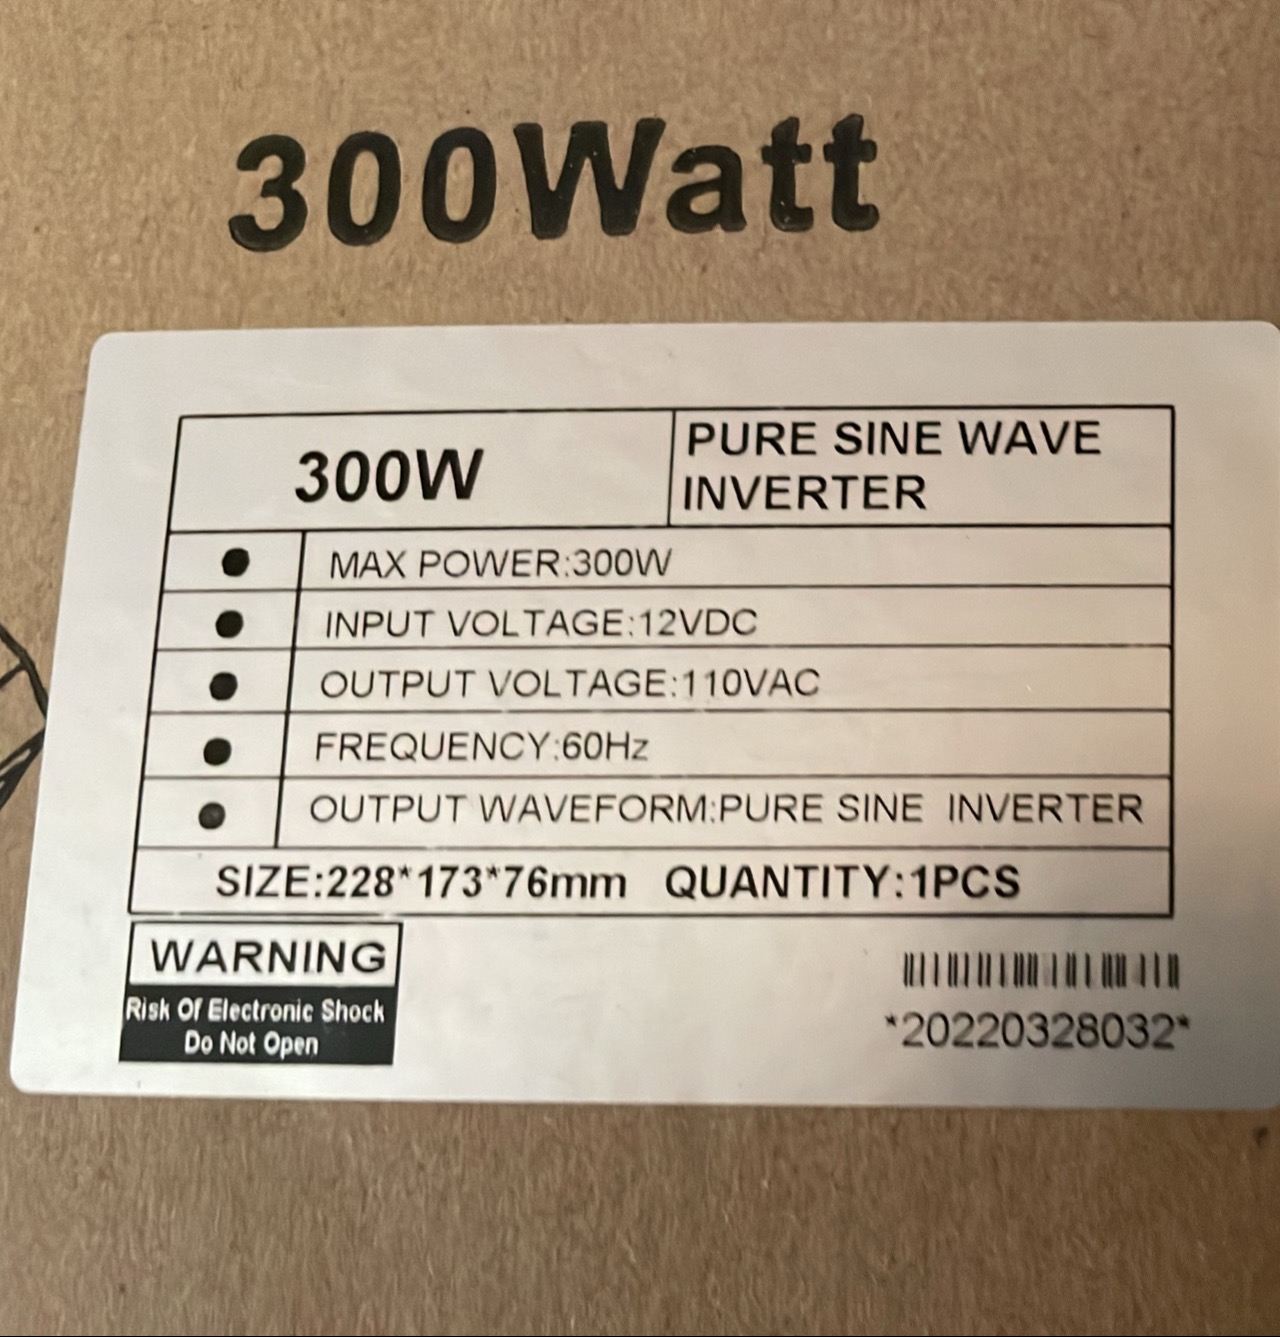 300Watt
300W
PURE SINE WAVE
INVERTER
MAX POWER:300W
INPUT VOLTAGE:12VDC
OUTPUT VOLTAGE:110VAC
FREQUENCY:60Hz
OUTPUT WAVEFORM:PURE SINE INVERTER
SIZE:228*173*76mm QUANTITY:1PCS
WARNING
Risk Of Electronic Shock
Do Not Open
*20220328032*